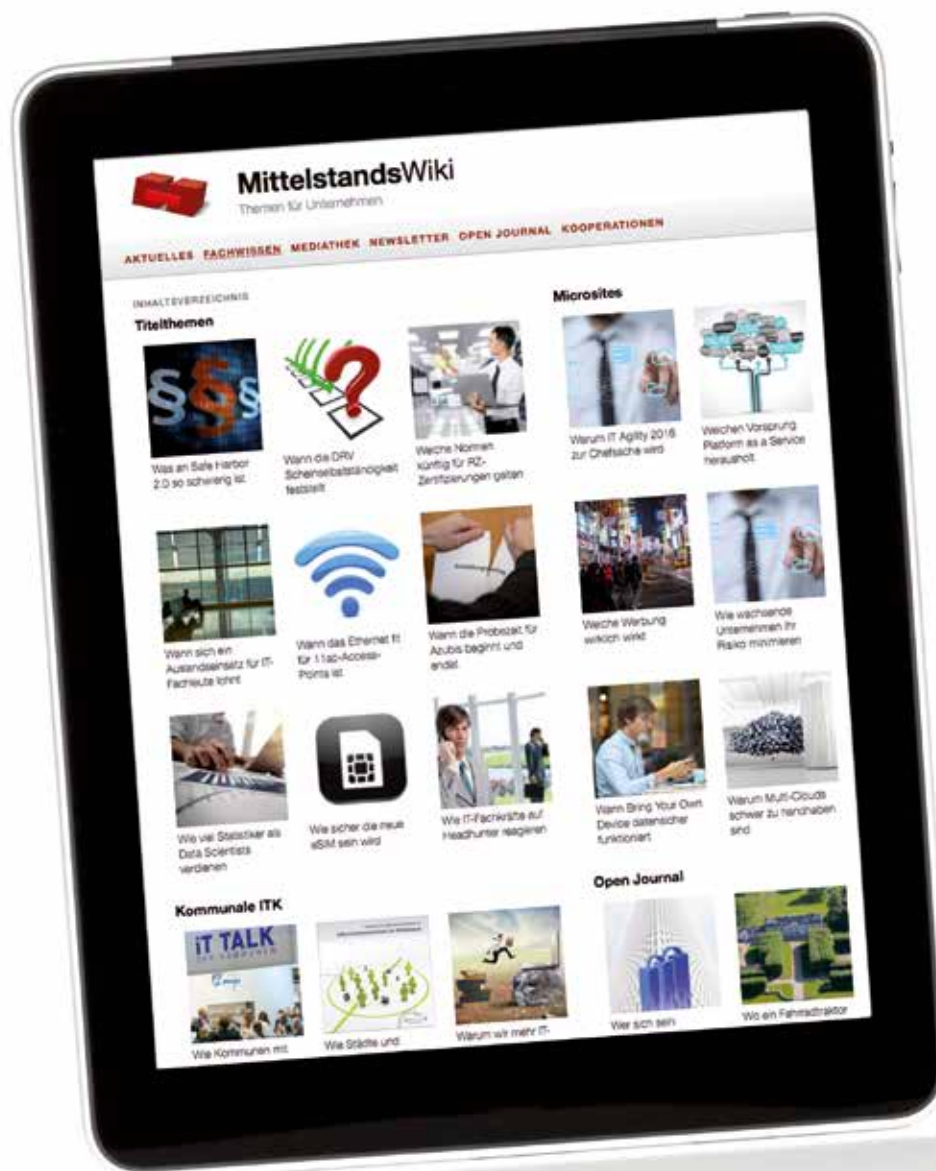 MittelstandsWiki
Themen für Unternehmen
AKTUELLES FACHWISSEN MEDIATHEK NEWSLETTER OPEN JOURNAL KOOPERATIONEN
INHALTSVERZEICHNIS
Titelthemen
Was an Safe Harbor
2.0 so schwierig ist
Wann die DRV
Scheinselbstständigkeit
feststellt
Welche Normen
künftig für RZ-
Zertifizierungen gelten
Wann sich ein
Auslandseinsatz für IT-
Fachleute lohnt
Wann das Ethernet fit
für 11ac-Access-
Points ist
Wann die Probezeit für
Azubis beginnt und
endet
Wie viel Statistiker als
Data Scientists
verdienen
Wie sicher die neue
eSIM sein wird
Wie IT-Fachkräfte auf
Headhunter reagieren
Microsites
Warum IT Agility 2016
zur Chefsache wird
Welchen Vorsprung
Platform as a Service
herausholt
Welche Werbung
wirklich wirkt
Wie wachsende
Unternehmen ihr
Risiko minimieren
Wann Bring Your Own
Device datensicher
funktioniert
Warum Multi-Clouds
schwer zu handhaben
sind
Kommunale ITK
iT TALK
Wie Kommunen mit
Wie Städte und
Warum wir mehr IT-
Open Journal
Wer sich sein
Wo ein Fahrradtraktor